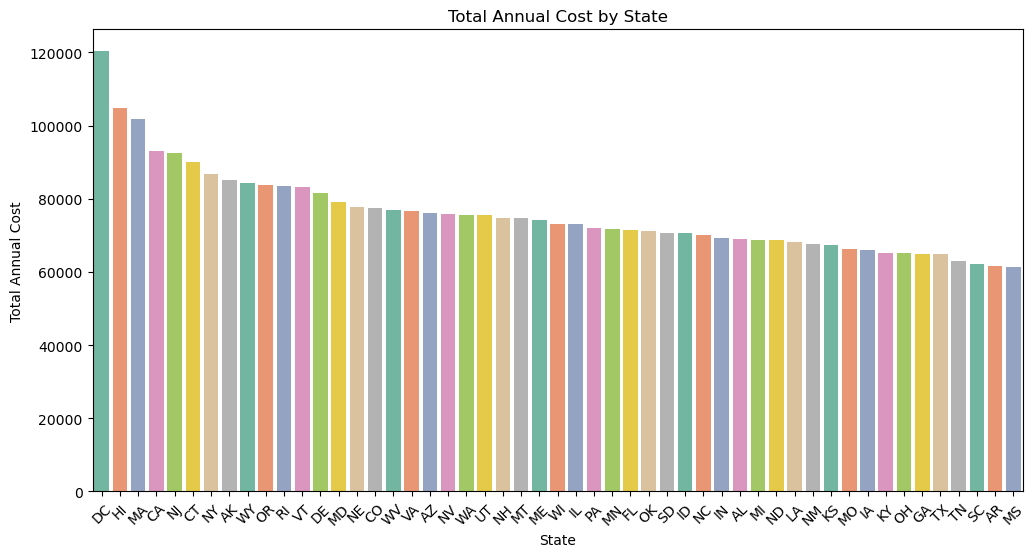 Total Annual Cost by State
Total Annual Cost
120000
100000
80000
60000
40000
20000
0
DC HI MA CA NJ CT NY AK WY OR RI VT DE MD NE CO WV VA AZ NV WA UT NH MT ME WI IL PA MN FL OK SD ID NC IN AL MI ND LA NM KS MO IA KY OH GA TX TN SC AR MS
State